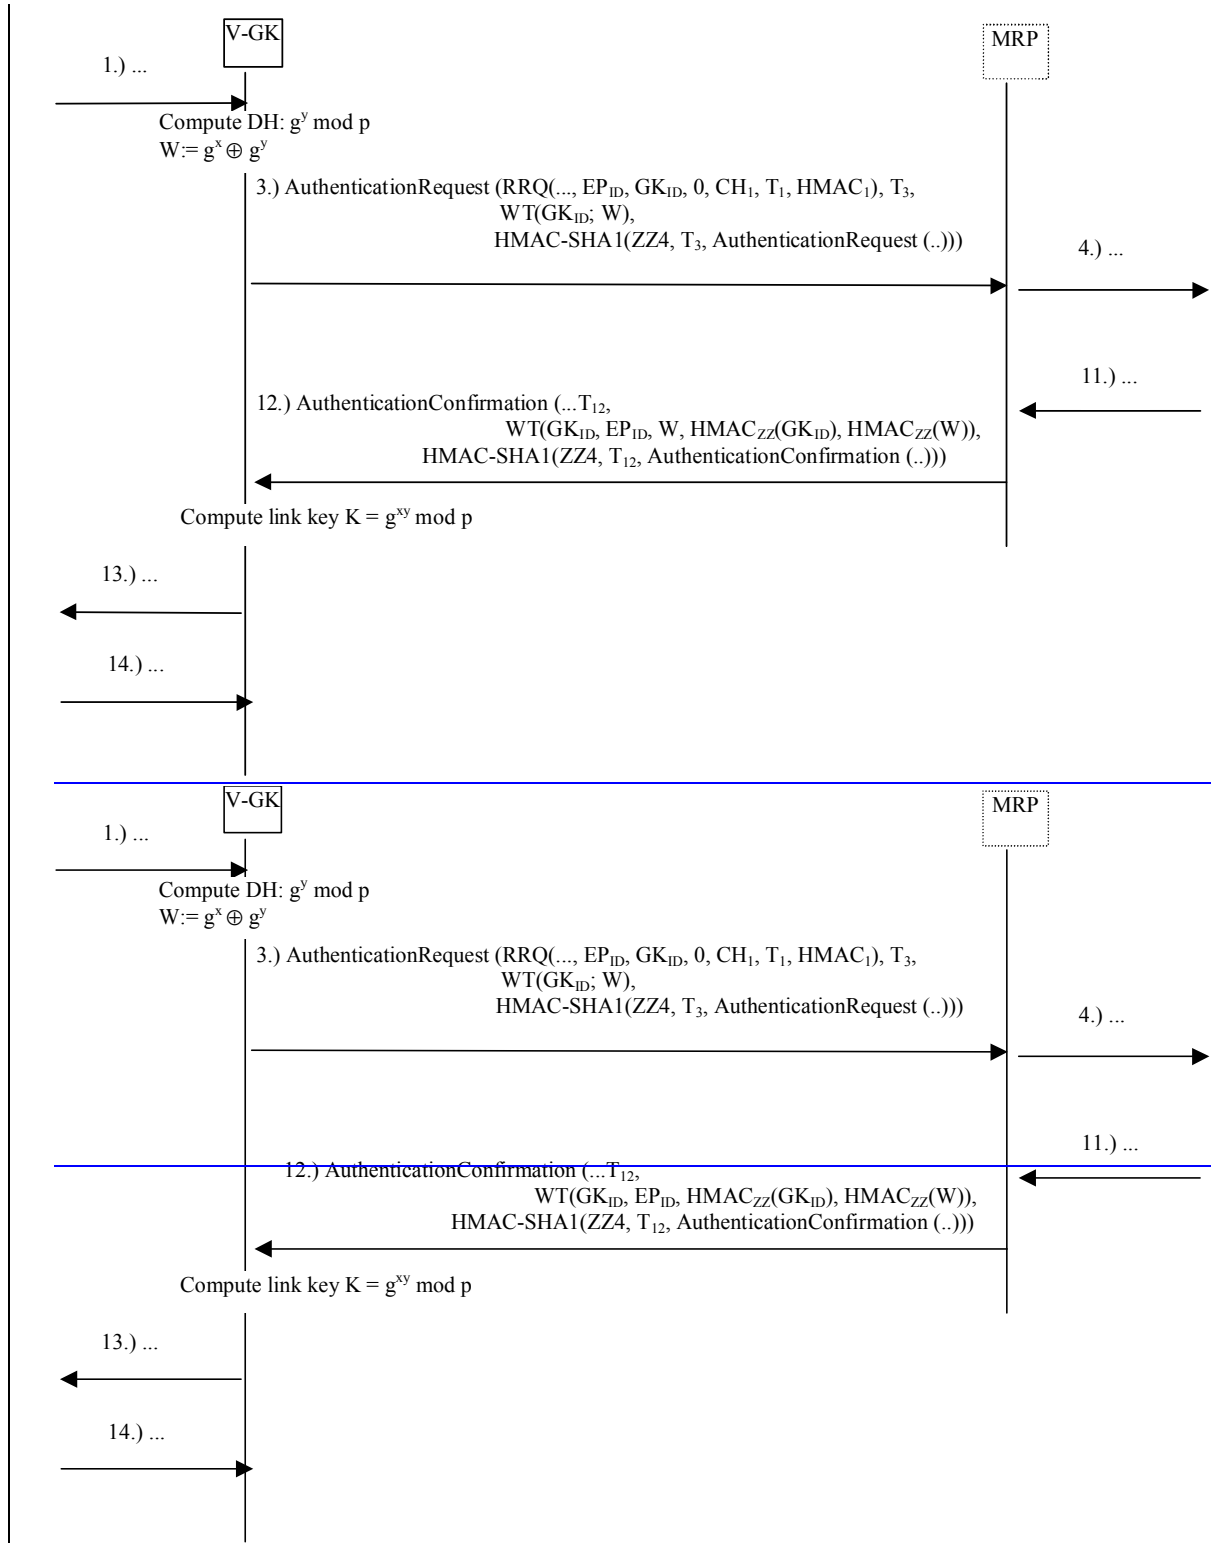 V-GK
MRP
1.) ...
Compute DH: gʸ mod p
W:= gˣ ⊕ gʸ
3.) AuthenticationRequest (RRQ(..., EP_ID, GK_ID, 0, CH₁, T₁, HMAC₁), T₃,
WT(GK_ID; W),
HMAC-SHA1(ZZ4, T₃, AuthenticationRequest (..)))
4.) ...
11.) ...
12.) AuthenticationConfirmation (...T₁₂,
WT(GK_ID, EP_ID, W, HMAC_ZZ(GK_ID), HMAC_ZZ(W)),
HMAC-SHA1(ZZ4, T₁₂, AuthenticationConfirmation (..)))
Compute link key K = gˣʸ mod p
13.) ...
14.) ...
V-GK
MRP
1.) ...
Compute DH: gʸ mod p
W:= gˣ ⊕ gʸ
3.) AuthenticationRequest (RRQ(..., EP_ID, GK_ID, 0, CH₁, T₁, HMAC₁), T₃,
WT(GK_ID; W),
HMAC-SHA1(ZZ4, T₃, AuthenticationRequest (..)))
4.) ...
11.) ...
12.) AuthenticationConfirmation (...T₁₂,
WT(GK_ID, EP_ID, HMAC_ZZ(GK_ID), HMAC_ZZ(W)),
HMAC-SHA1(ZZ4, T₁₂, AuthenticationConfirmation (..)))
Compute link key K = gˣʸ mod p
13.) ...
14.) ...